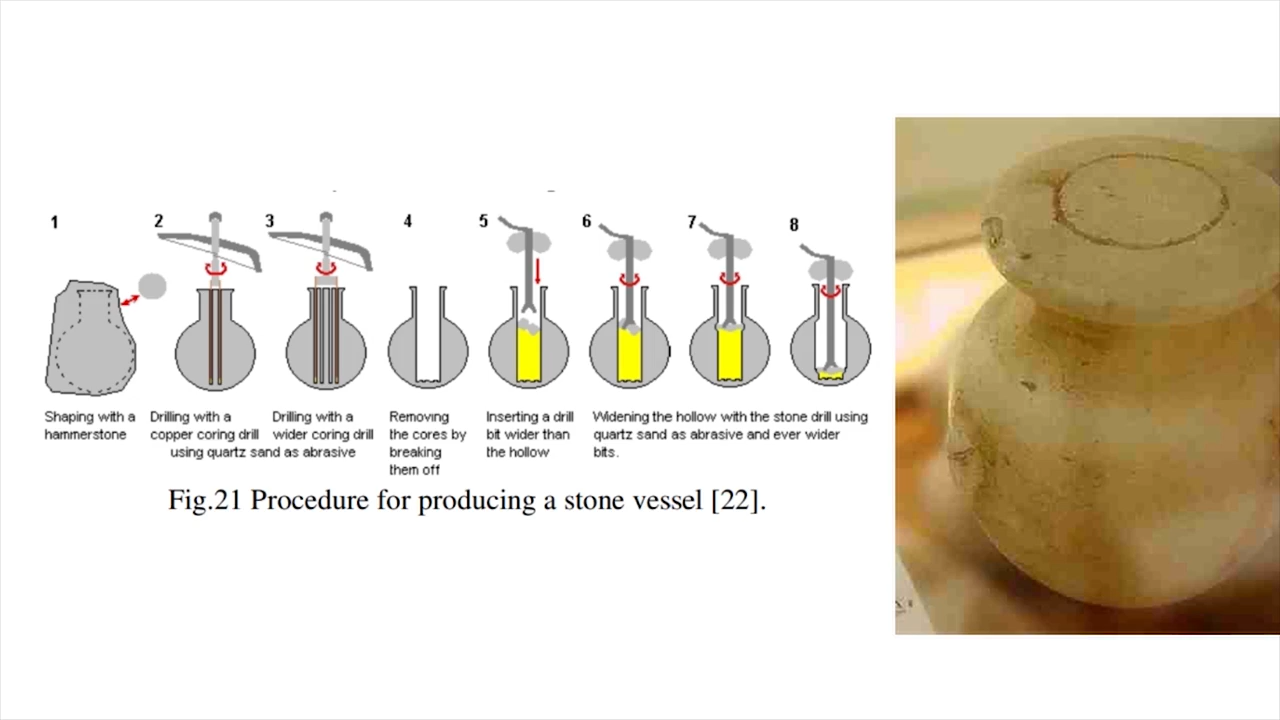 1
2
3
4
5
6
7
8
Shaping with a
hammerstone
Drilling with a
copper coring drill
Drilling with a
wider coring drill
using quartz sand as abrasive
Removing
the cores by
breaking
them off
Inserting a drill
bit wider than
the hollow
Widening the hollow with the stone drill using
quartz sand as abrasive and ever wider
bits.
Fig.21 Procedure for producing a stone vessel [22].